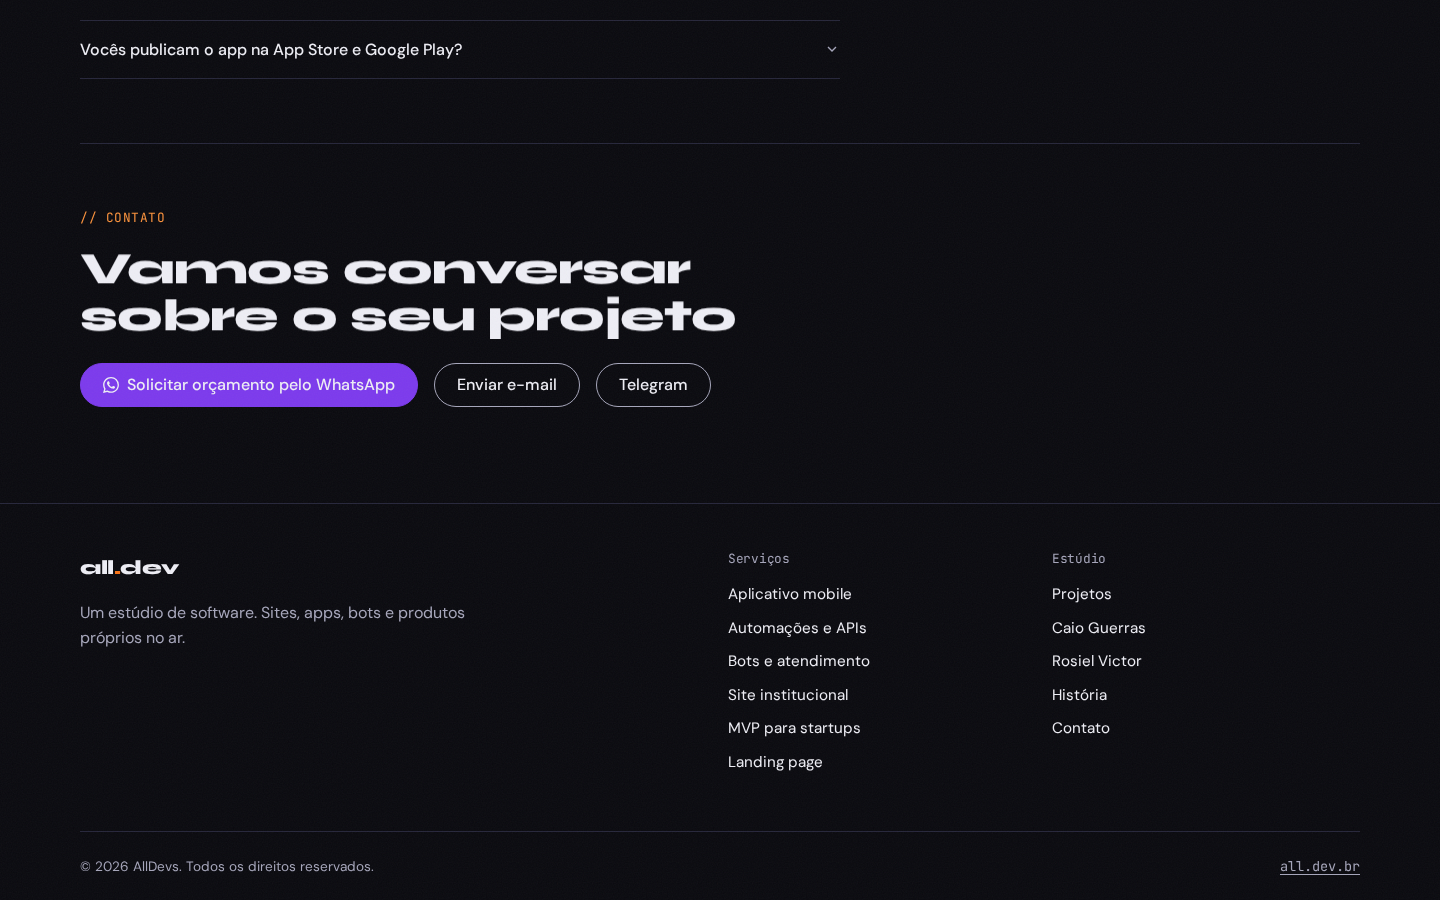 Vocês publicam o app na App Store e Google Play?
// CONTATO
Vamos conversar
sobre o seu projeto
Solicitar orçamento pelo WhatsApp
Enviar e-mail
Telegram
all.dev
Um estúdio de software. Sites, apps, bots e produtos
próprios no ar.
Serviços
Aplicativo mobile
Automações e APIs
Bots e atendimento
Site institucional
MVP para startups
Landing page
Estúdio
Projetos
Caio Guerras
Rosiel Victor
História
Contato
© 2026 AllDevs. Todos os direitos reservados.
all.dev.br